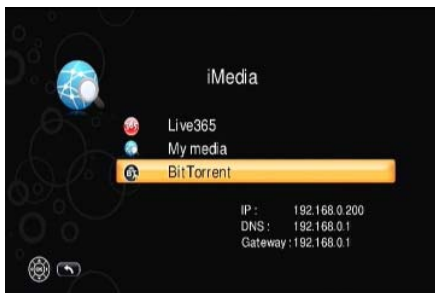 iMedia
Live365
My media
BitTorrent
IP : 192.168.0.200
DNS : 192.168.0.1
Gateway : 192.168.0.1